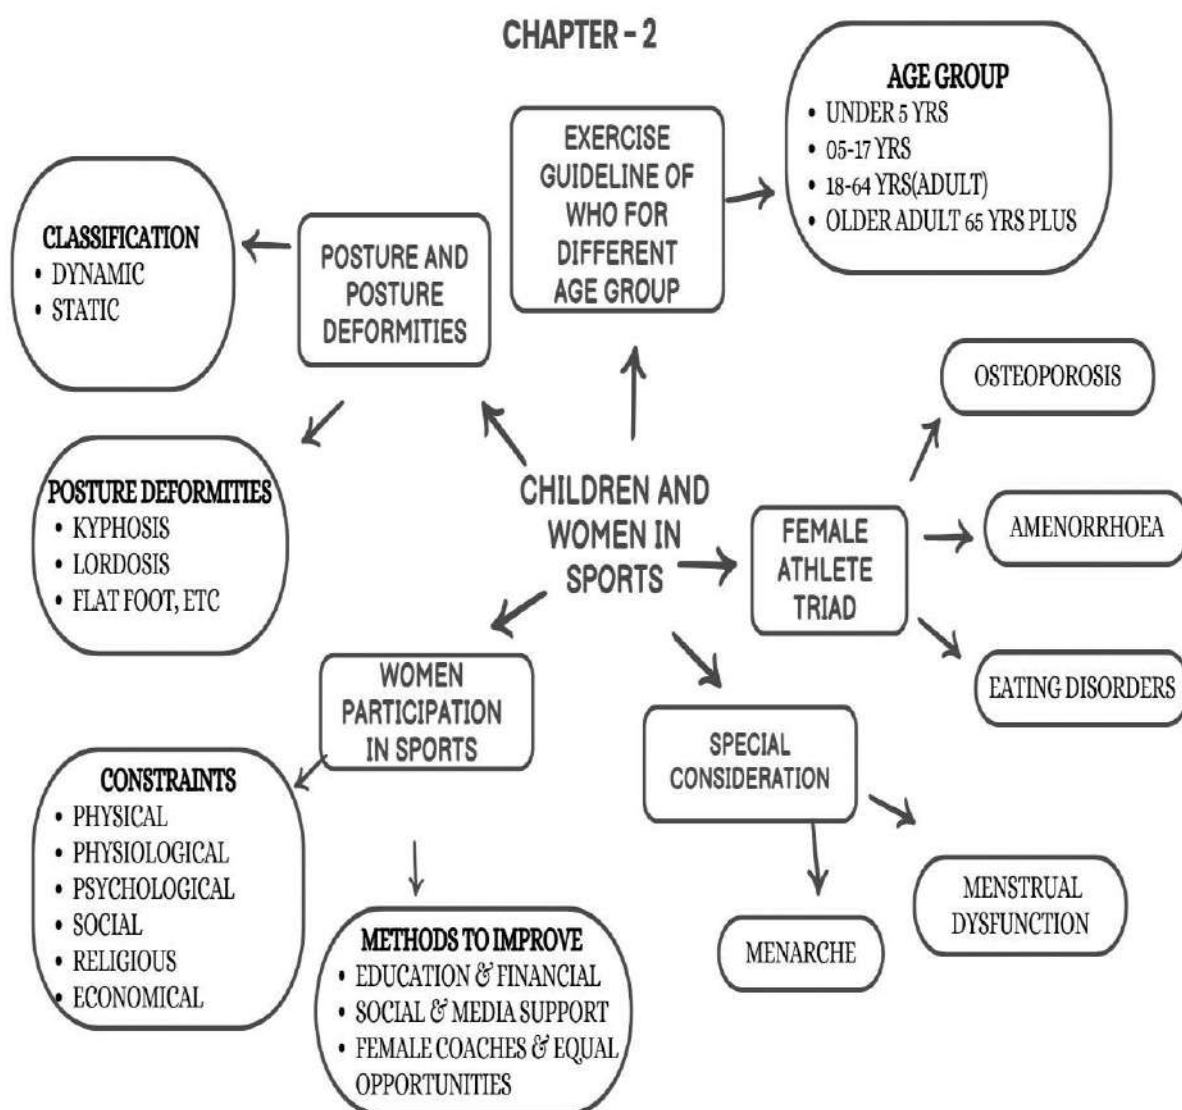 CHAPTER – 2
EXERCISE
GUIDELINE OF
WHO FOR
DIFFERENT
AGE GROUP
AGE GROUP
• UNDER 5 YRS
• 05-17 YRS
• 18-64 YRS(ADULT)
• OLDER ADULT 65 YRS PLUS
POSTURE AND
POSTURE
DEFORMITIES
CLASSIFICATION
• DYNAMIC
• STATIC
POSTURE DEFORMITIES
• KYPHOSIS
• LORDOSIS
• FLAT FOOT, ETC
CHILDREN AND
WOMEN IN
SPORTS
FEMALE
ATHLETE
TRIAD
OSTEOPOROSIS
AMENORRHOEA
EATING DISORDERS
WOMEN
PARTICIPATION
IN SPORTS
CONSTRAINTS
• PHYSICAL
• PHYSIOLOGICAL
• PSYCHOLOGICAL
• SOCIAL
• RELIGIOUS
• ECONOMICAL
METHODS TO IMPROVE
• EDUCATION & FINANCIAL
• SOCIAL & MEDIA SUPPORT
• FEMALE COACHES & EQUAL
OPPORTUNITIES
SPECIAL
CONSIDERATION
MENARCHE
MENSTRUAL
DYSFUNCTION